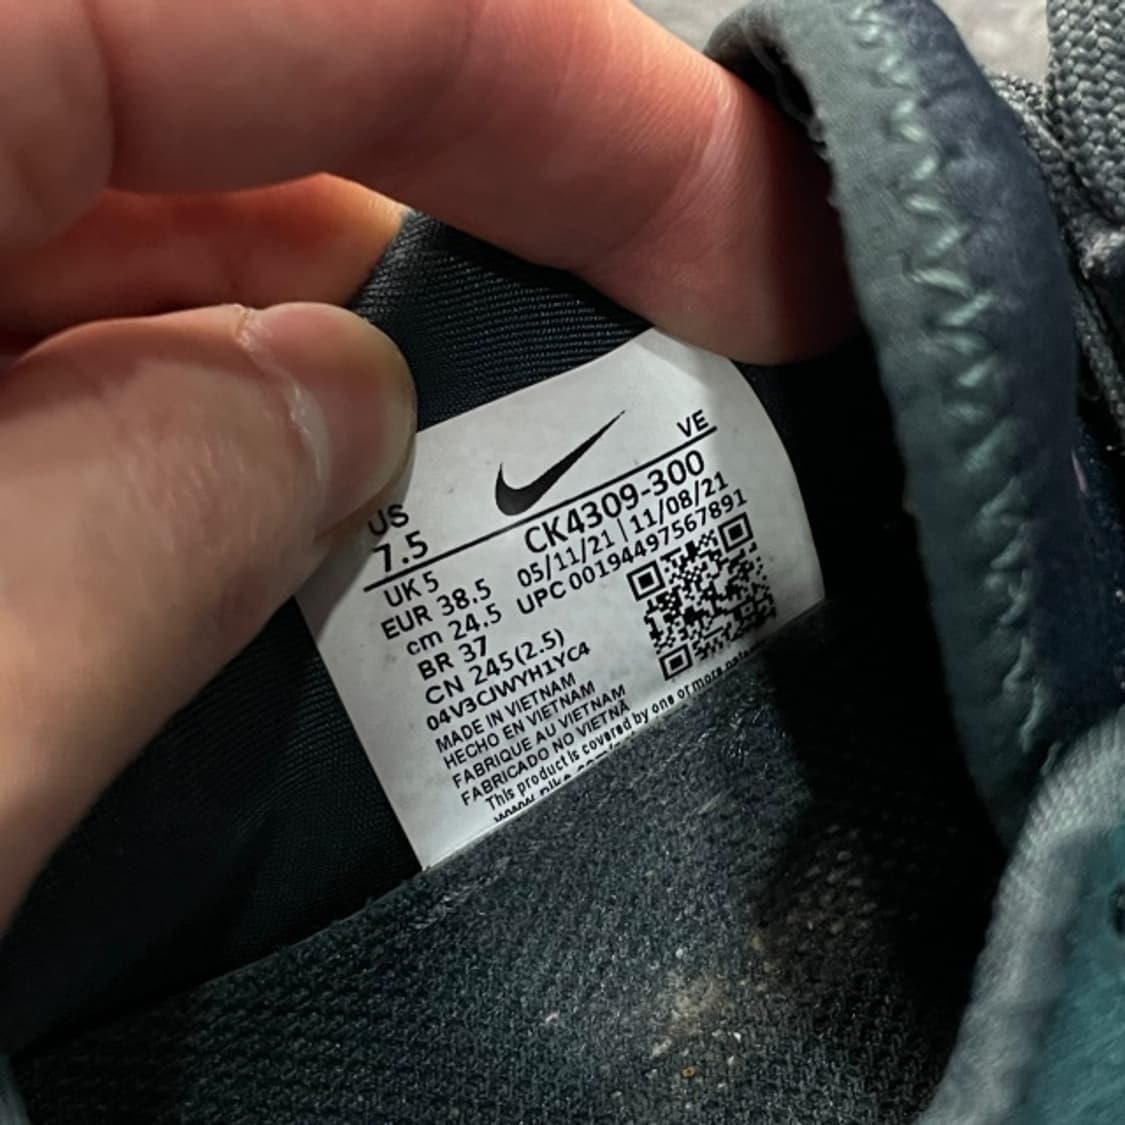 VE
US
7.5
CK4309-300
UK 5
05/11/21 | 11/08/21
EUR 38.5
UPC 00194497567891
cm 24.5
BR 37
CN 245(2.5)
04V3CJWYH1YC4
MADE IN VIETNAM
HECHO EN VIETNAM
FABRIQUE AU VIETNAM
FABRICADO NO VIETNÃ
This product is covered by one or more